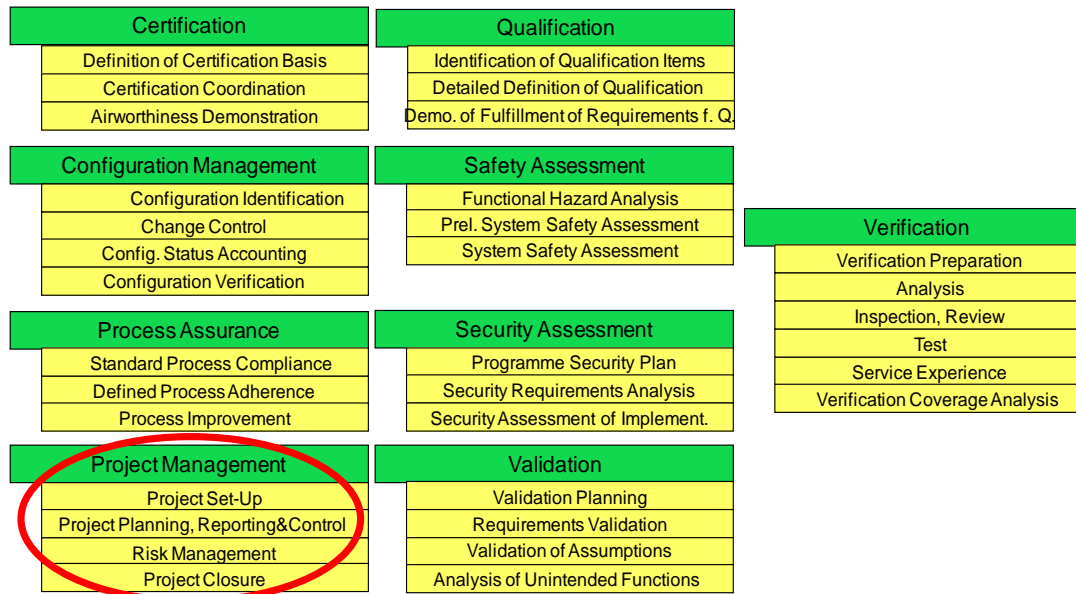 Certification
Definition of Certification Basis
Certification Coordination
Airworthiness Demonstration
Qualification
Identification of Qualification Items
Detailed Definition of Qualification
Demo. of Fulfillment of Requirements f. Q.
Configuration Management
Configuration Identification
Change Control
Config. Status Accounting
Configuration Verification
Safety Assessment
Functional Hazard Analysis
Prel. System Safety Assessment
System Safety Assessment
Process Assurance
Standard Process Compliance
Defined Process Adherence
Process Improvement
Security Assessment
Programme Security Plan
Security Requirements Analysis
Security Assessment of Implement.
Project Management
Project Set-Up
Project Planning, Reporting&Control
Risk Management
Project Closure
Validation
Validation Planning
Requirements Validation
Validation of Assumptions
Analysis of Unintended Functions
Verification
Verification Preparation
Analysis
Inspection, Review
Test
Service Experience
Verification Coverage Analysis